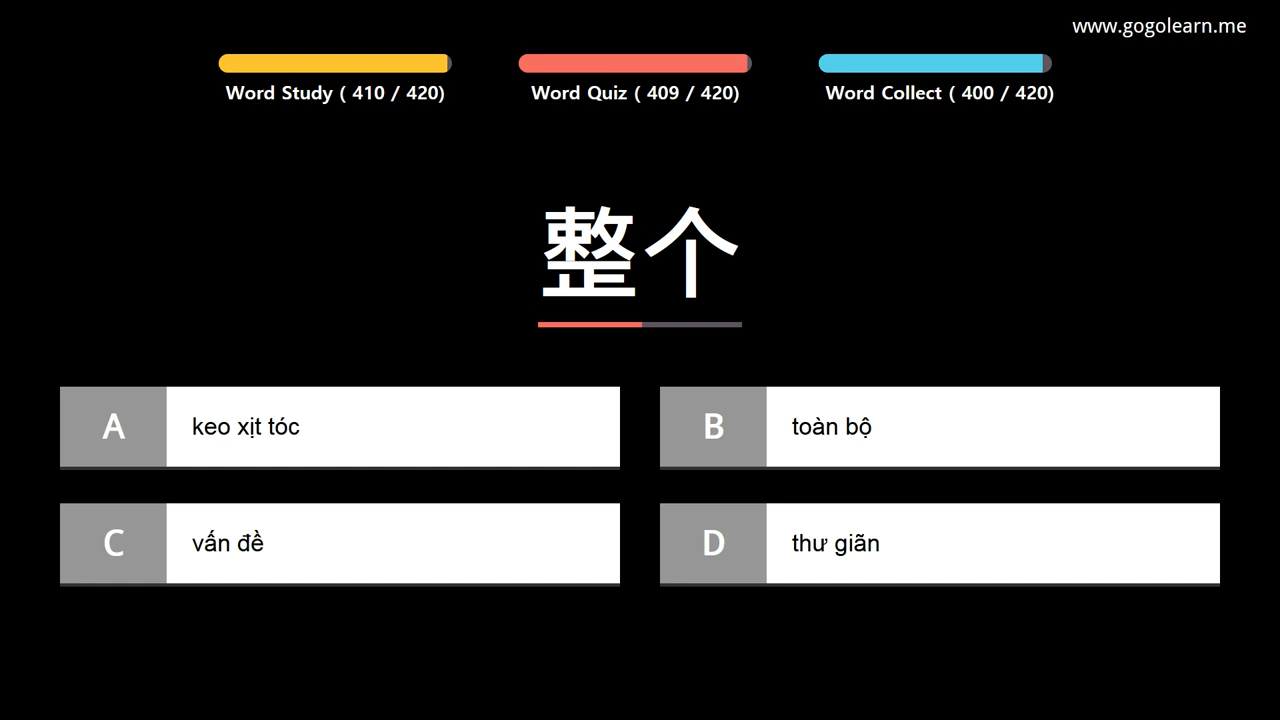 www.gogolearn.me
Word Study ( 410 / 420)
Word Quiz ( 409 / 420)
Word Collect ( 400 / 420)
整个
A keo xịt tóc
B toàn bộ
C vấn đề
D thư giãn